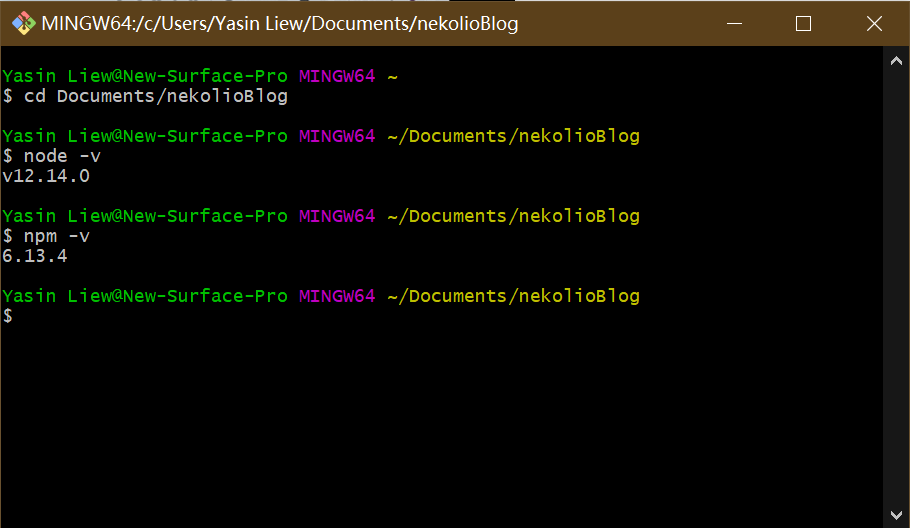 MINGW64:/c/Users/Yasin Liew/Documents/nekolioBlog
Yasin Liew@New-Surface-Pro MINGW64 ~
$ cd Documents/nekolioBlog
Yasin Liew@New-Surface-Pro MINGW64 ~/Documents/nekolioBlog
$ node -v
v12.14.0
Yasin Liew@New-Surface-Pro MINGW64 ~/Documents/nekolioBlog
$ npm -v
6.13.4
Yasin Liew@New-Surface-Pro MINGW64 ~/Documents/nekolioBlog
$